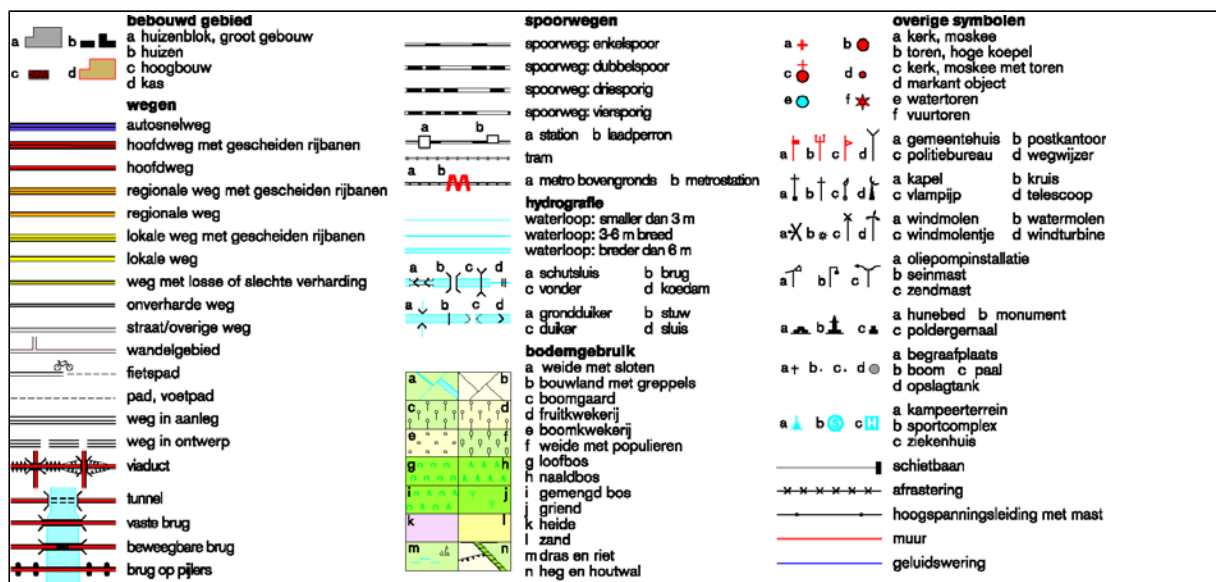 bebouwd gebied
a b
a huizenblok, groot gebouw
b huizen
c d
c hoogbouw
d kas
wegen
autosnelweg
hoofdweg met gescheiden rijbanen
hoofdweg
regionale weg met gescheiden rijbanen
regionale weg
lokale weg met gescheiden rijbanen
lokale weg
weg met losse of slechte verharding
onverharde weg
straat/overige weg
wandelgebied
fietspad
pad, voetpad
weg in aanleg
weg in ontwerp
viaduct
tunnel
vaste brug
beweegbare brug
brug op pijlers
spoorwegen
spoorweg: enkelspoor
spoorweg: dubbelspoor
spoorweg: driesporig
spoorweg: viersporig
a b
a station b laadperron
tram
a b
M
a metro bovengronds b metrostation
hydrografie
waterloop: smaller dan 3 m
waterloop: 3-6 m breed
waterloop: breder dan 6 m
a b c d
a schutsluis b brug
c vonder d koedam
a b c d
a grondduiker b stuw
c duiker d sluis
bodemgebruik
a b
c d
e f
g h
i j
k l
m n
a weide met sloten
b bouwland met greppels
c boomgaard
d fruitkwekerij
e boomkwekerij
f weide met populieren
g loofbos
h naaldbos
i gemengd bos
j griend
k heide
l zand
m dras en riet
n heg en houtwal
overige symbolen
a b
a kerk, moskee
b toren, hoge koepel
c d
c kerk, moskee met toren
d markant object
e f
e watertoren
f vuurtoren
a b c d
a gemeentehuis b postkantoor
c politiebureau d wegwijzer
a b c d
a kapel b kruis
c vlampijp d telescoop
a b c d
a windmolen b watermolen
c windmolentje d windturbine
a b c
a oliepompinstallatie
b seinmast
c zendmast
a b c
a hunebed b monument
c poldergemaal
a b c d
a begraafplaats
b boom c paal
d opslagtank
a b S c H
a kampeerterrein
b sportcomplex
c ziekenhuis
schietbaan
afrastering
hoogspanningsleiding met mast
muur
geluidswering